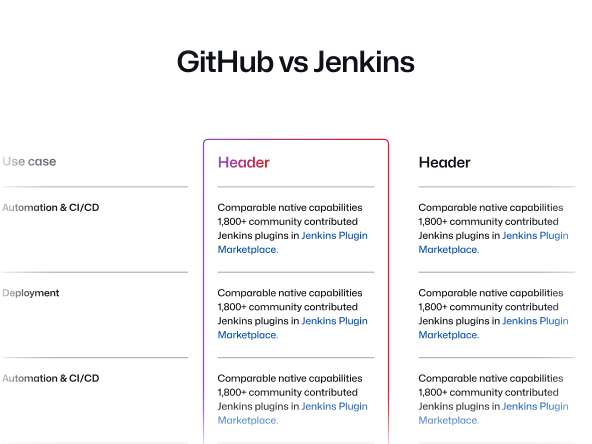 GitHub vs Jenkins
Use case
Header
Header
Automation & CI/CD
Comparable native capabilities
1,800+ community contributed
Jenkins plugins in Jenkins Plugin
Marketplace.
Comparable native capabilities
1,800+ community contributed
Jenkins plugins in Jenkins Plugin
Marketplace.
Deployment
Comparable native capabilities
1,800+ community contributed
Jenkins plugins in Jenkins Plugin
Marketplace.
Comparable native capabilities
1,800+ community contributed
Jenkins plugins in Jenkins Plugin
Marketplace.
Automation & CI/CD
Comparable native capabilities
1,800+ community contributed
Jenkins plugins in Jenkins Plugin
Marketplace.
Comparable native capabilities
1,800+ community contributed
Jenkins plugins in Jenkins Plugin
Marketplace.